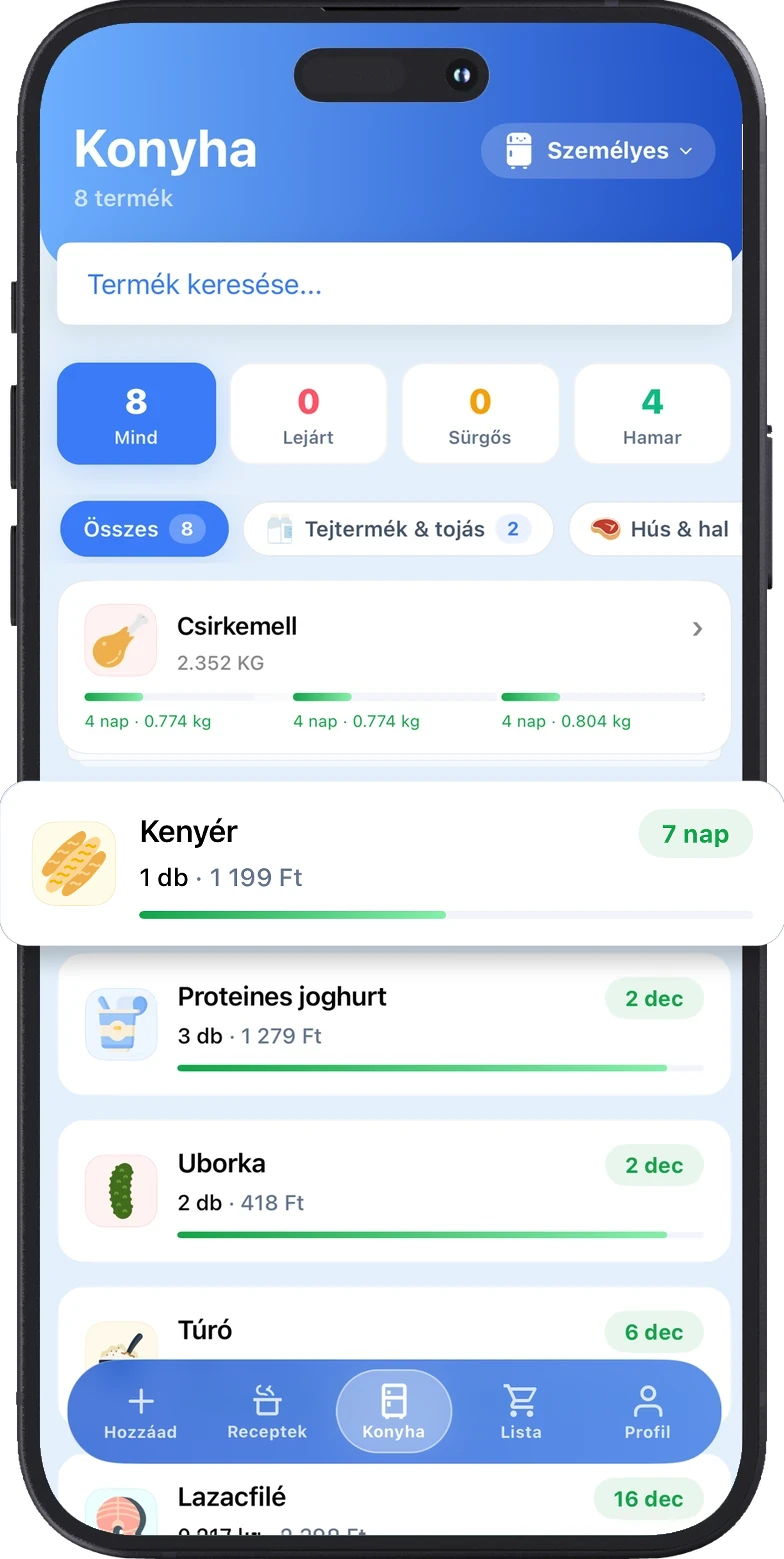 Konyha
Személyes
8 termék
Termék keresése...
8
Mind
0
Lejárt
0
Sürgős
4
Hamar
Összes 8
Tejtermék & tojás 2
Hús & hal
Csirkemell
2.352 KG
4 nap · 0.774 kg
4 nap · 0.774 kg
4 nap · 0.804 kg
Kenyér
7 nap
1 db · 1 199 Ft
Proteines joghurt
2 dec
3 db · 1 279 Ft
Uborka
2 dec
2 db · 418 Ft
Túró
6 dec
Hozzáad
Receptek
Konyha
Lista
Profil
Lazacfilé
16 dec